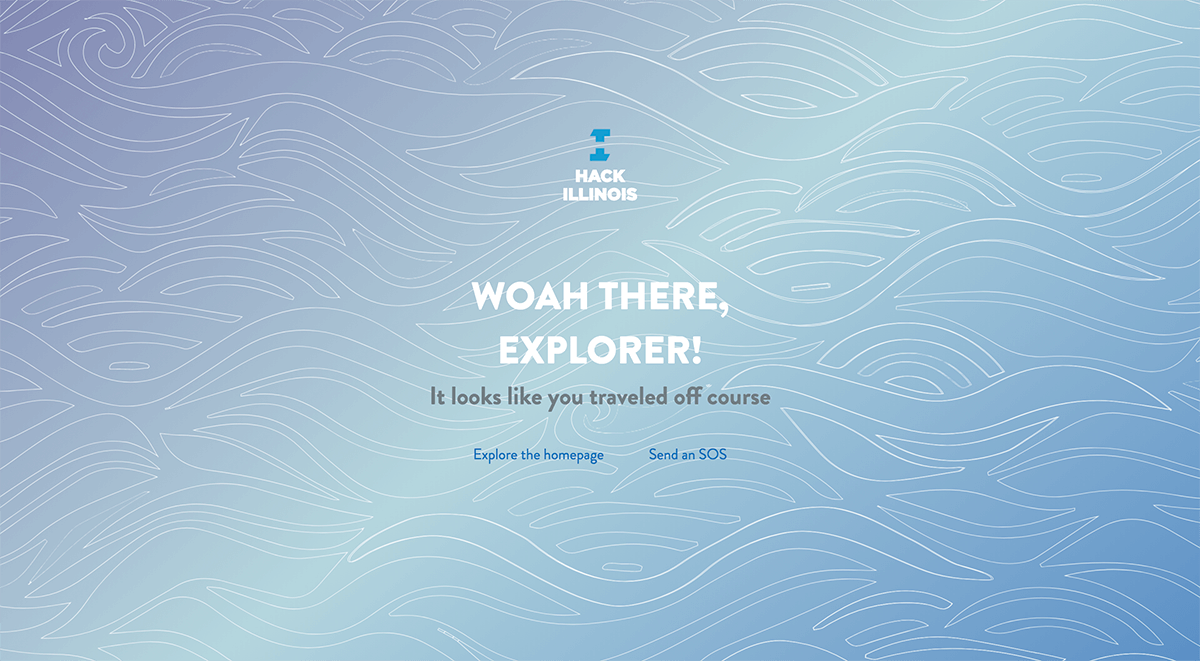 HACK
ILLINOIS
WOAH THERE,
EXPLORER!
It looks like you traveled off course
Explore the homepage Send an SOS